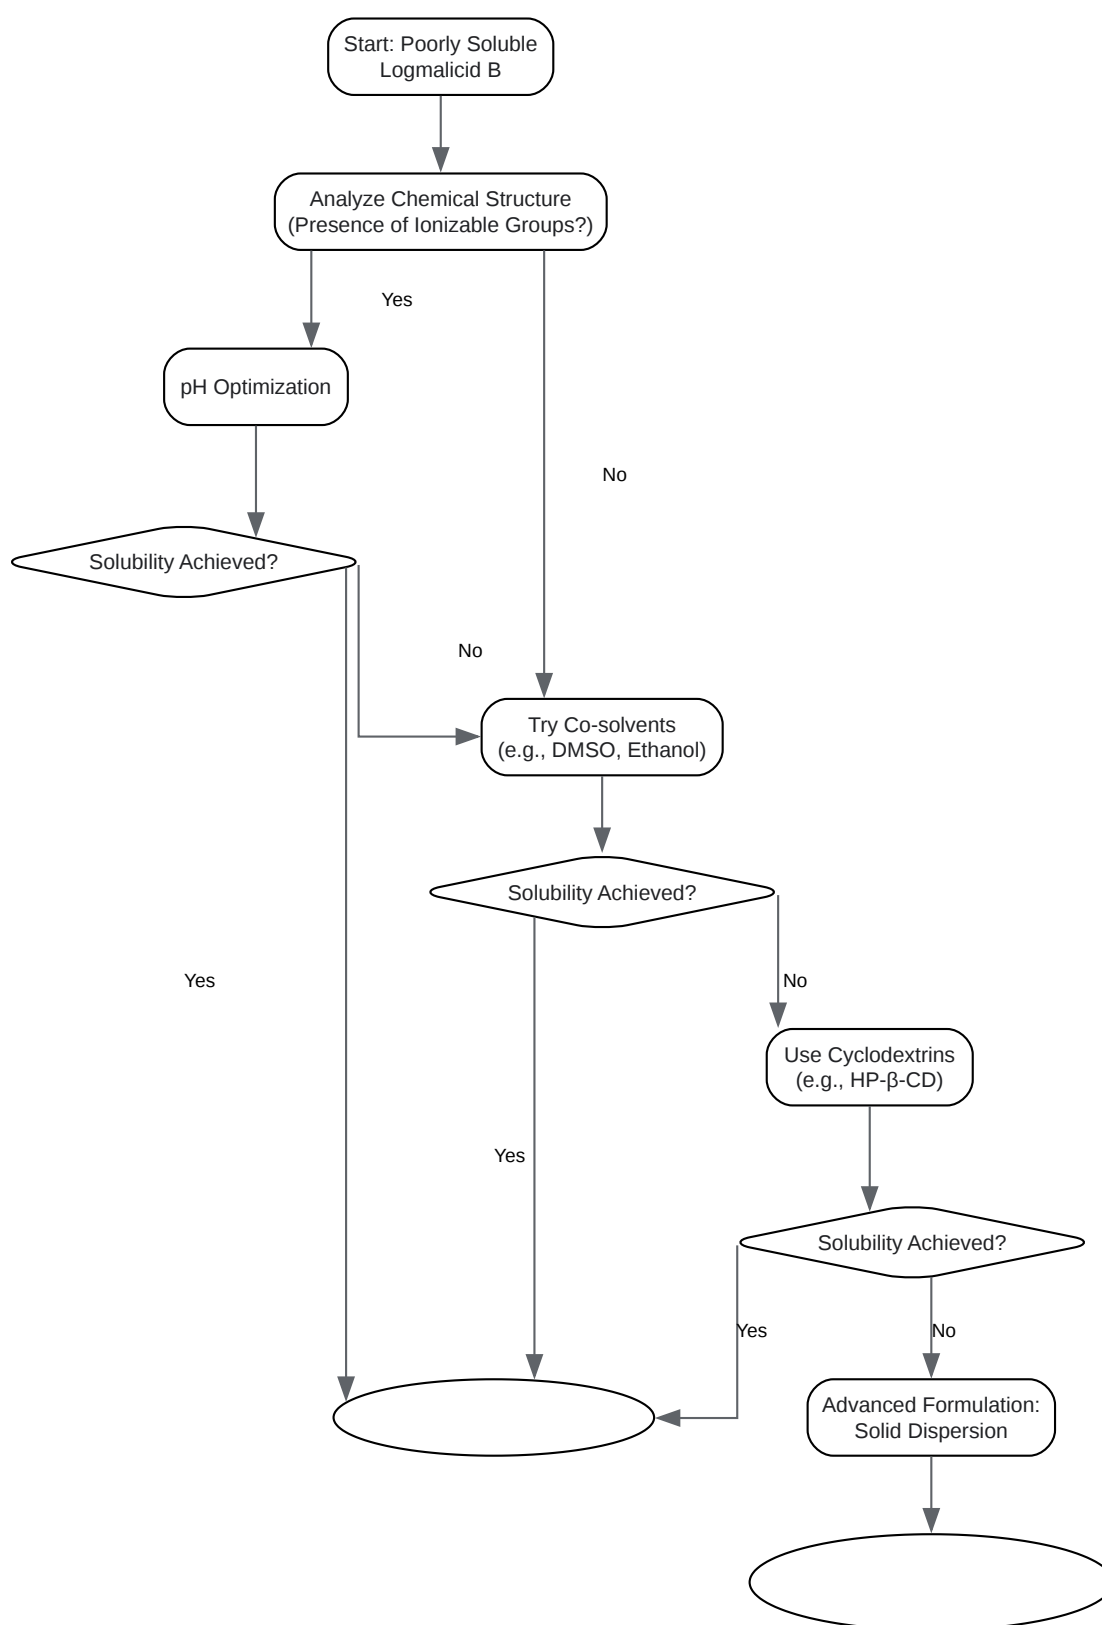 Start: Poorly Soluble
Logmalicid B
Analyze Chemical Structure
(Presence of Ionizable Groups?)
Yes
pH Optimization
No
Solubility Achieved?
No
Try Co-solvents
(e.g., DMSO, Ethanol)
Solubility Achieved?
Yes
No
Use Cyclodextrins
(e.g., HP-β-CD)
Yes
Solubility Achieved?
Yes
No
Advanced Formulation:
Solid Dispersion